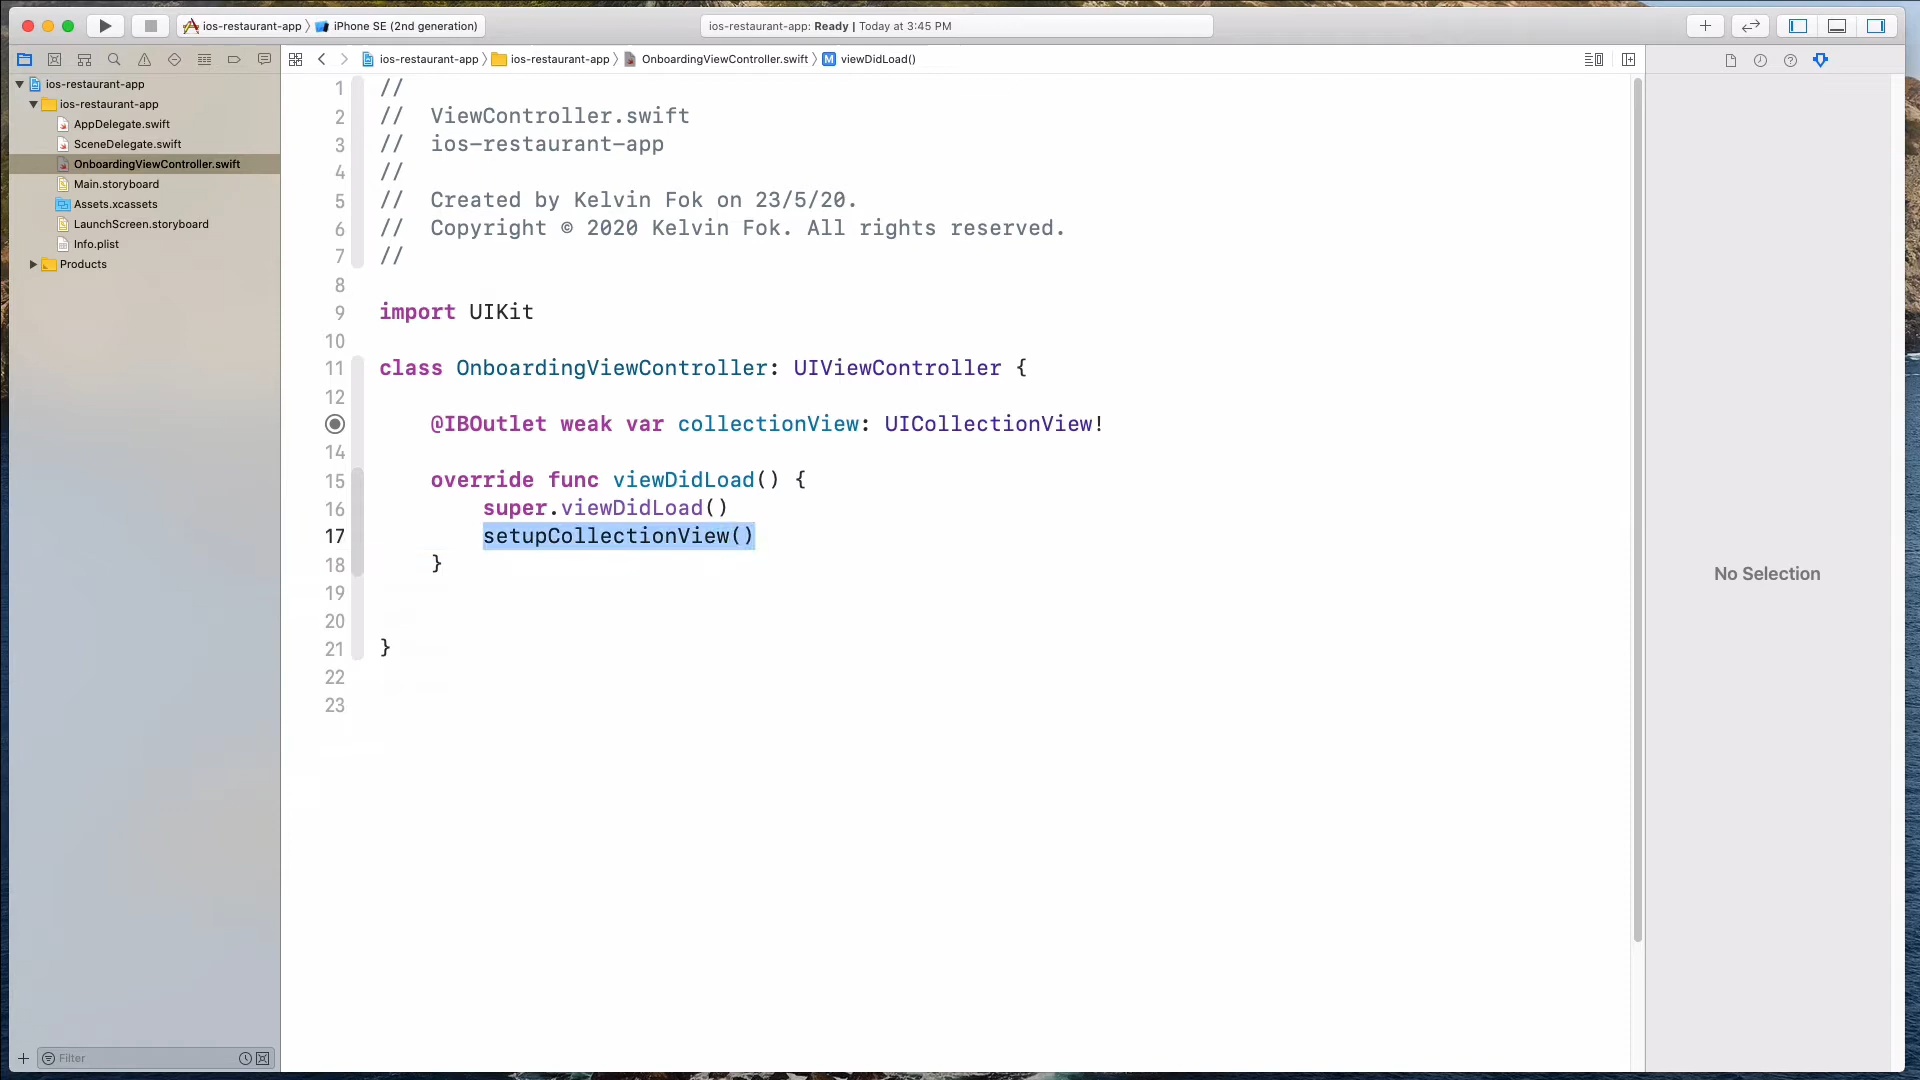 ios-restaurant-app 〉 iPhone SE (2nd generation)
ios-restaurant-app: Ready | Today at 3:45 PM
ios-restaurant-app 〉 ios-restaurant-app 〉 OnboardingViewController.swift 〉 M viewDidLoad()
ios-restaurant-app
ios-restaurant-app
AppDelegate.swift
SceneDelegate.swift
OnboardingViewController.swift
Main.storyboard
Assets.xcassets
LaunchScreen.storyboard
Info.plist
Products
Filter
1 //
2 //  ViewController.swift
3 //  ios-restaurant-app
4 //
5 //  Created by Kelvin Fok on 23/5/20.
6 //  Copyright © 2020 Kelvin Fok. All rights reserved.
7 //
8
9 import UIKit
10
11 class OnboardingViewController: UIViewController {
12
@IBOutlet weak var collectionView: UICollectionView!
14
15 override func viewDidLoad() {
16 super.viewDidLoad()
17 setupCollectionView()
18 }
19
20
21 }
22
23
No Selection